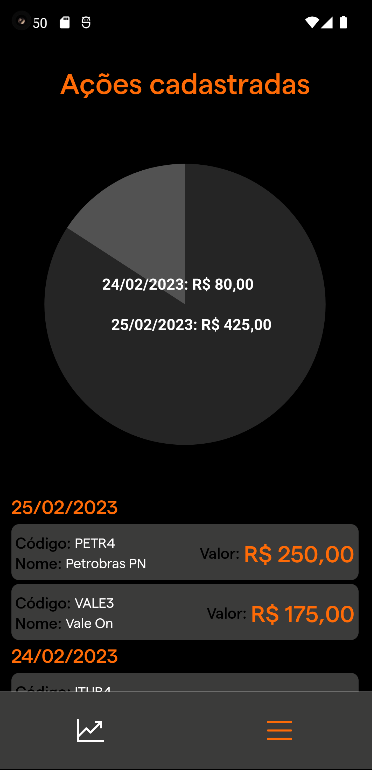 50
Ações cadastradas
24/02/2023: R$ 80,00
25/02/2023: R$ 425,00
25/02/2023
Código: PETR4
Nome: Petrobras PN
Valor: R$ 250,00
Código: VALE3
Nome: Vale On
Valor: R$ 175,00
24/02/2023
Código: ITUB4